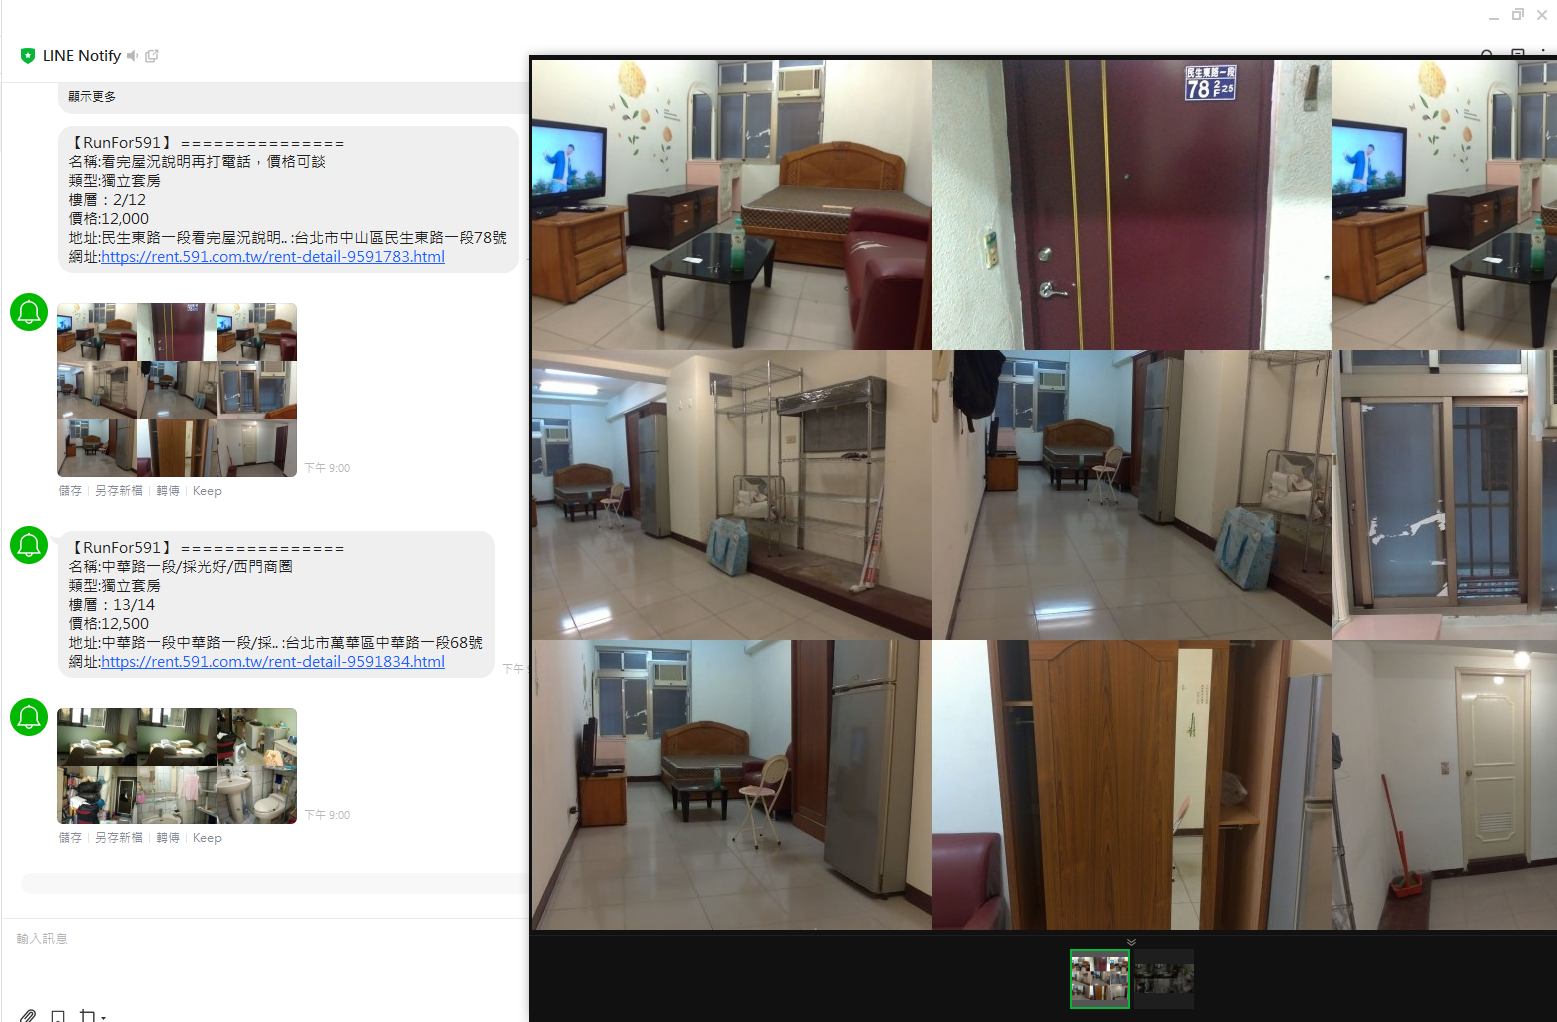 LINE Notify
顯示更多
【RunFor591】 ===============
名稱:看完屋況說明再打電話，價格可談
類型:獨立套房
樓層：2/12
價格:12,000
地址:民生東路一段看完屋況說明.. :台北市中山區民生東路一段78號
網址:https://rent.591.com.tw/rent-detail-9591783.html
下午 9:00
儲存 | 另存新檔 | 轉傳 | Keep
【RunFor591】 ===============
名稱:中華路一段/採光好/西門商圈
類型:獨立套房
樓層：13/14
價格:12,500
地址:中華路一段中華路一段/採.. :台北市萬華區中華路一段68號
網址:https://rent.591.com.tw/rent-detail-9591834.html
下午
下午 9:00
儲存 | 另存新檔 | 轉傳 | Keep
輸入訊息
民生東路一段
78 2F 25